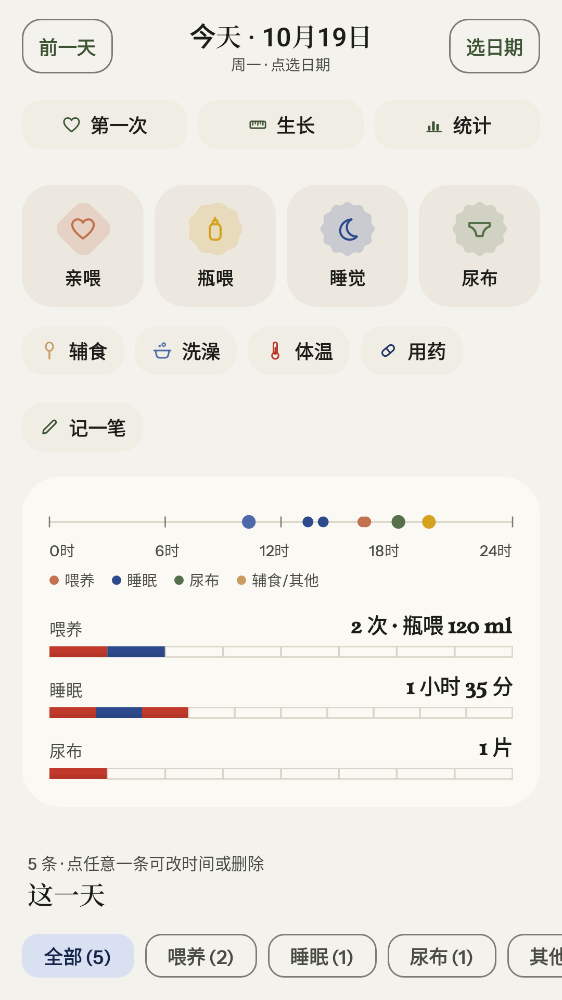 前一天
今天 · 10月19日
周一 · 点选日期
选日期
第一次
生长
统计
亲喂
瓶喂
睡觉
尿布
辅食
洗澡
体温
用药
记一笔
0时
6时
12时
18时
24时
喂养
睡眠
尿布
辅食/其他
喂养
2 次 · 瓶喂 120 ml
睡眠
1 小时 35 分
尿布
1 片
5 条 · 点任意一条可改时间或删除
这一天
全部 (5)
喂养 (2)
睡眠 (1)
尿布 (1)
其他